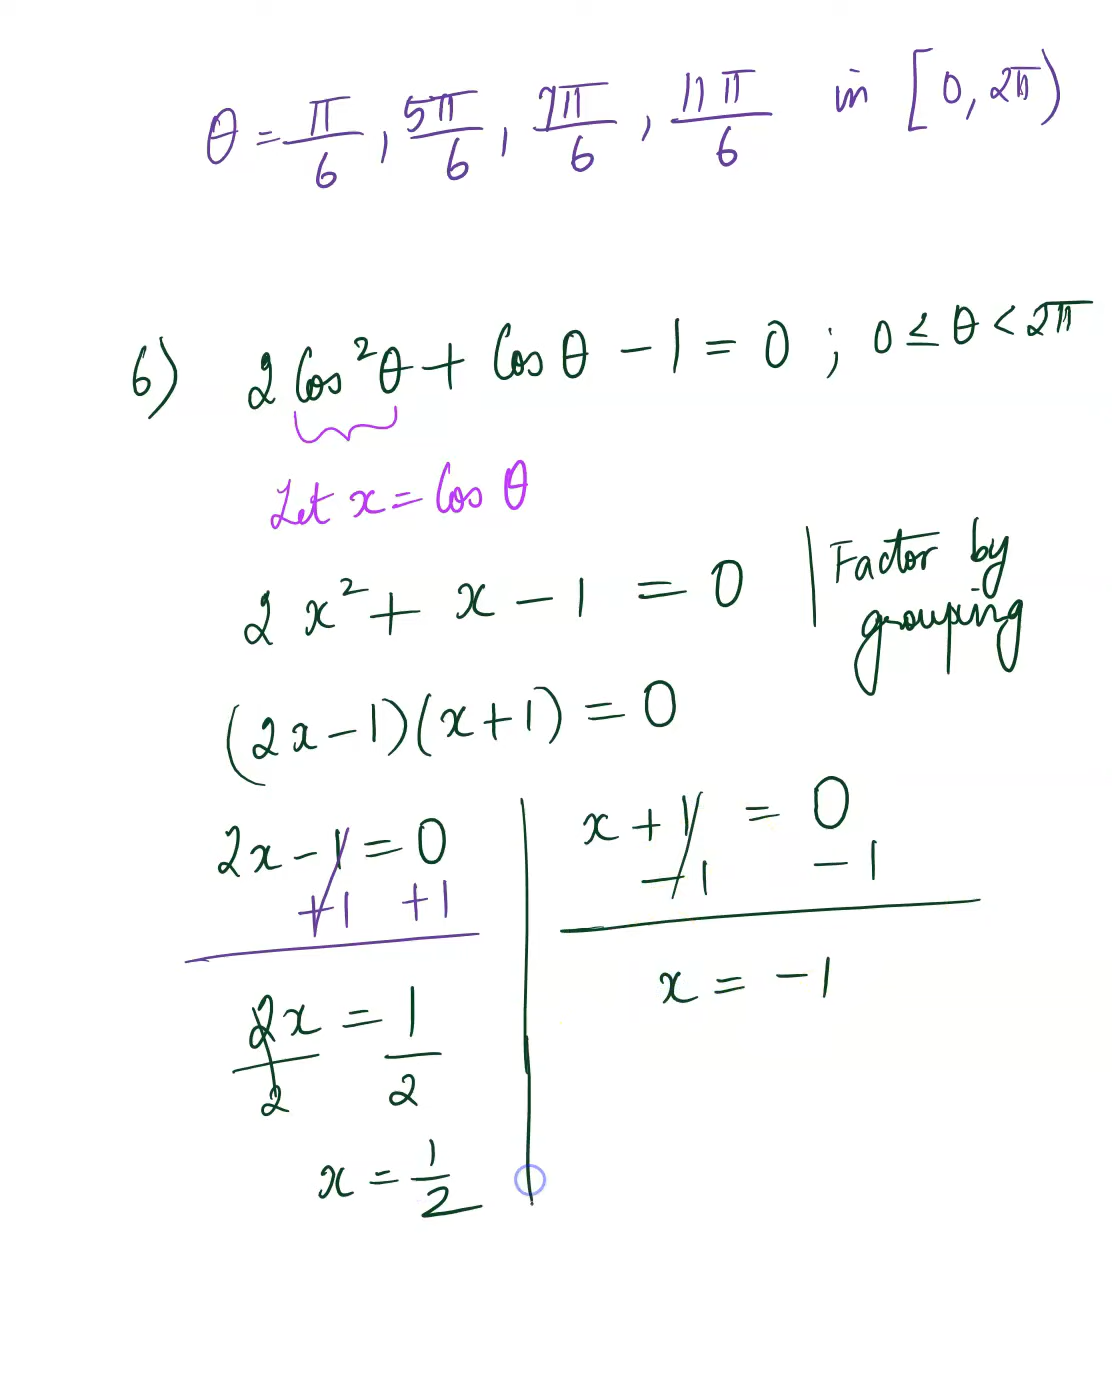 θ = π/6, 5π/6, 7π/6, 11π/6 in [0, 2π)
6) 2 Cos²θ + Cos θ - 1 = 0 ; 0 ≤ θ < 2π
Let x = Cos θ
2x² + x - 1 = 0 | Factor by
grouping
(2x-1)(x+1) = 0
2x - 1 = 0
+1 +1
2x/2 = 1/2
x = 1/2
x + 1 = 0
-1 -1
x = -1